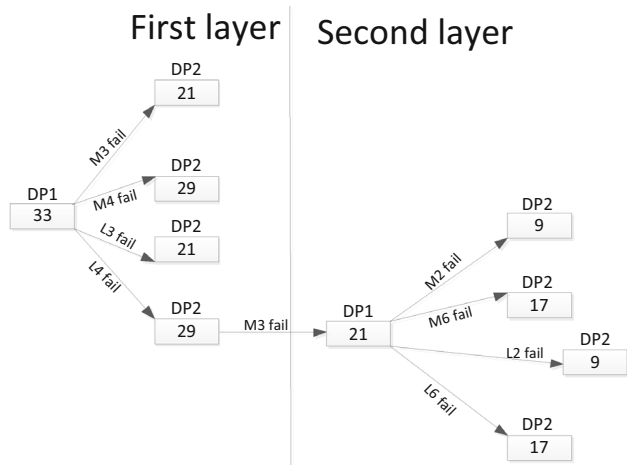 First layer
Second layer
DP2
21
M3 fail
DP2
29
M4 fail
DP1
33
L3 fail
DP2
21
L4 fail
DP2
29
M3 fail
DP1
21
M2 fail
DP2
9
M6 fail
DP2
17
L2 fail
DP2
9
L6 fail
DP2
17